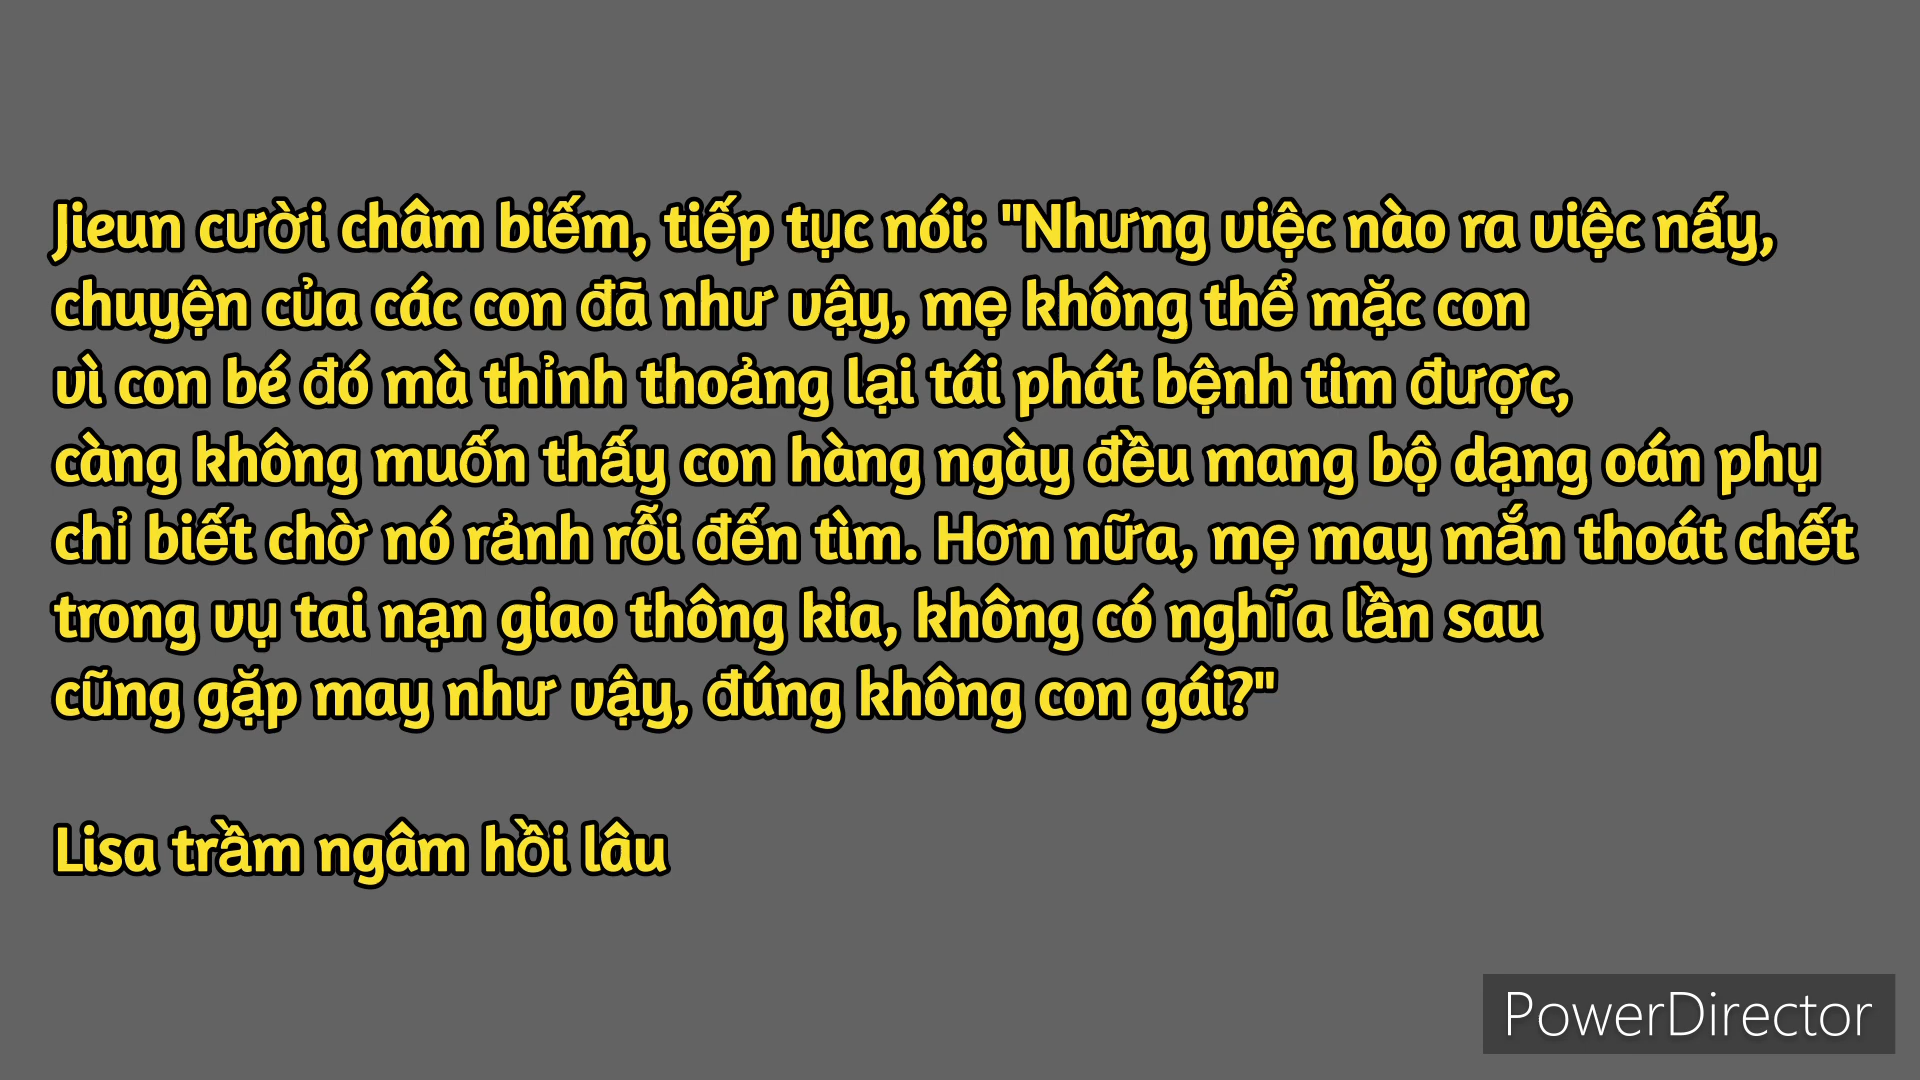 Jieun cười châm biếm, tiếp tục nói: "Nhưng việc nào ra việc nấy,
chuyện của các con đã như vậy, mẹ không thể mặc con
vì con bé đó mà thỉnh thoảng lại tái phát bệnh tim được,
càng không muốn thấy con hàng ngày đều mang bộ dạng oán phụ
chỉ biết chờ nó rảnh rỗi đến tìm. Hơn nữa, mẹ may mắn thoát chết
trong vụ tai nạn giao thông kia, không có nghĩa lần sau
cũng gặp may như vậy, đúng không con gái?"
Lisa trầm ngâm hồi lâu
PowerDirector